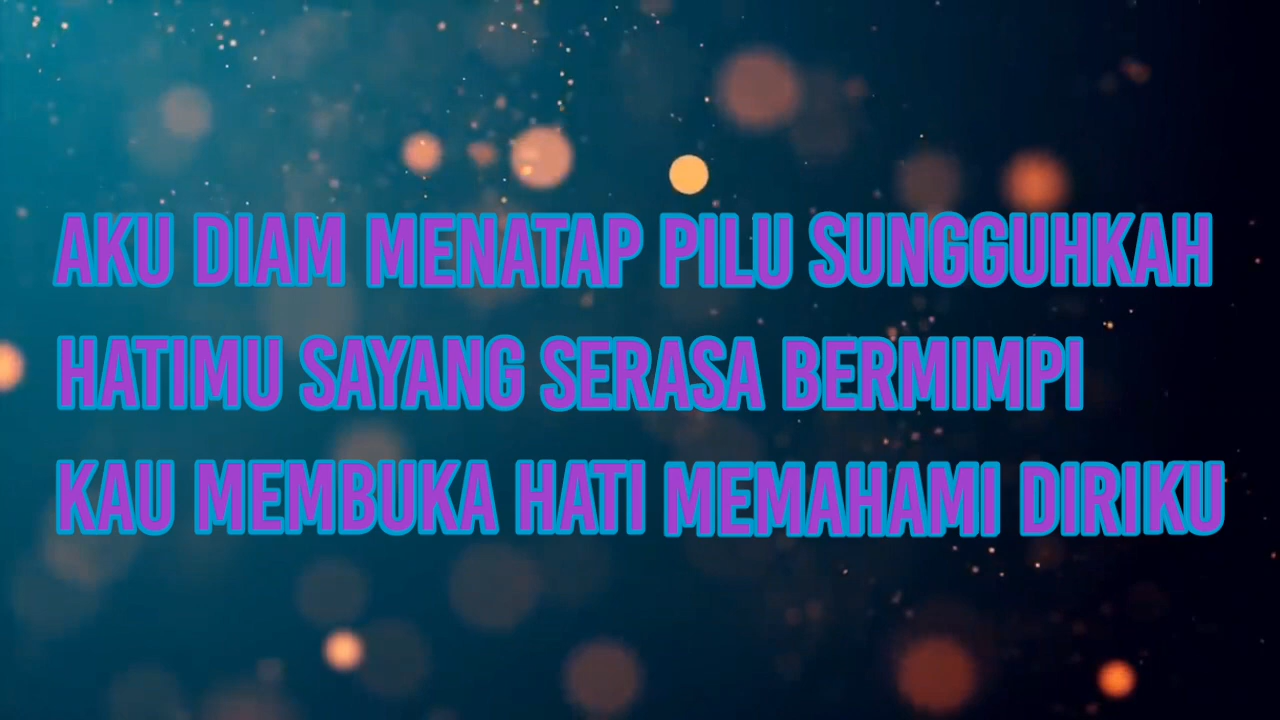 AKU DIAM MENATAP PILU SUNGGUHKAH
HATIMU SAYANG SERASA BERMIMPI
KAU MEMBUKA HATI MEMAHAMI DIRIKU